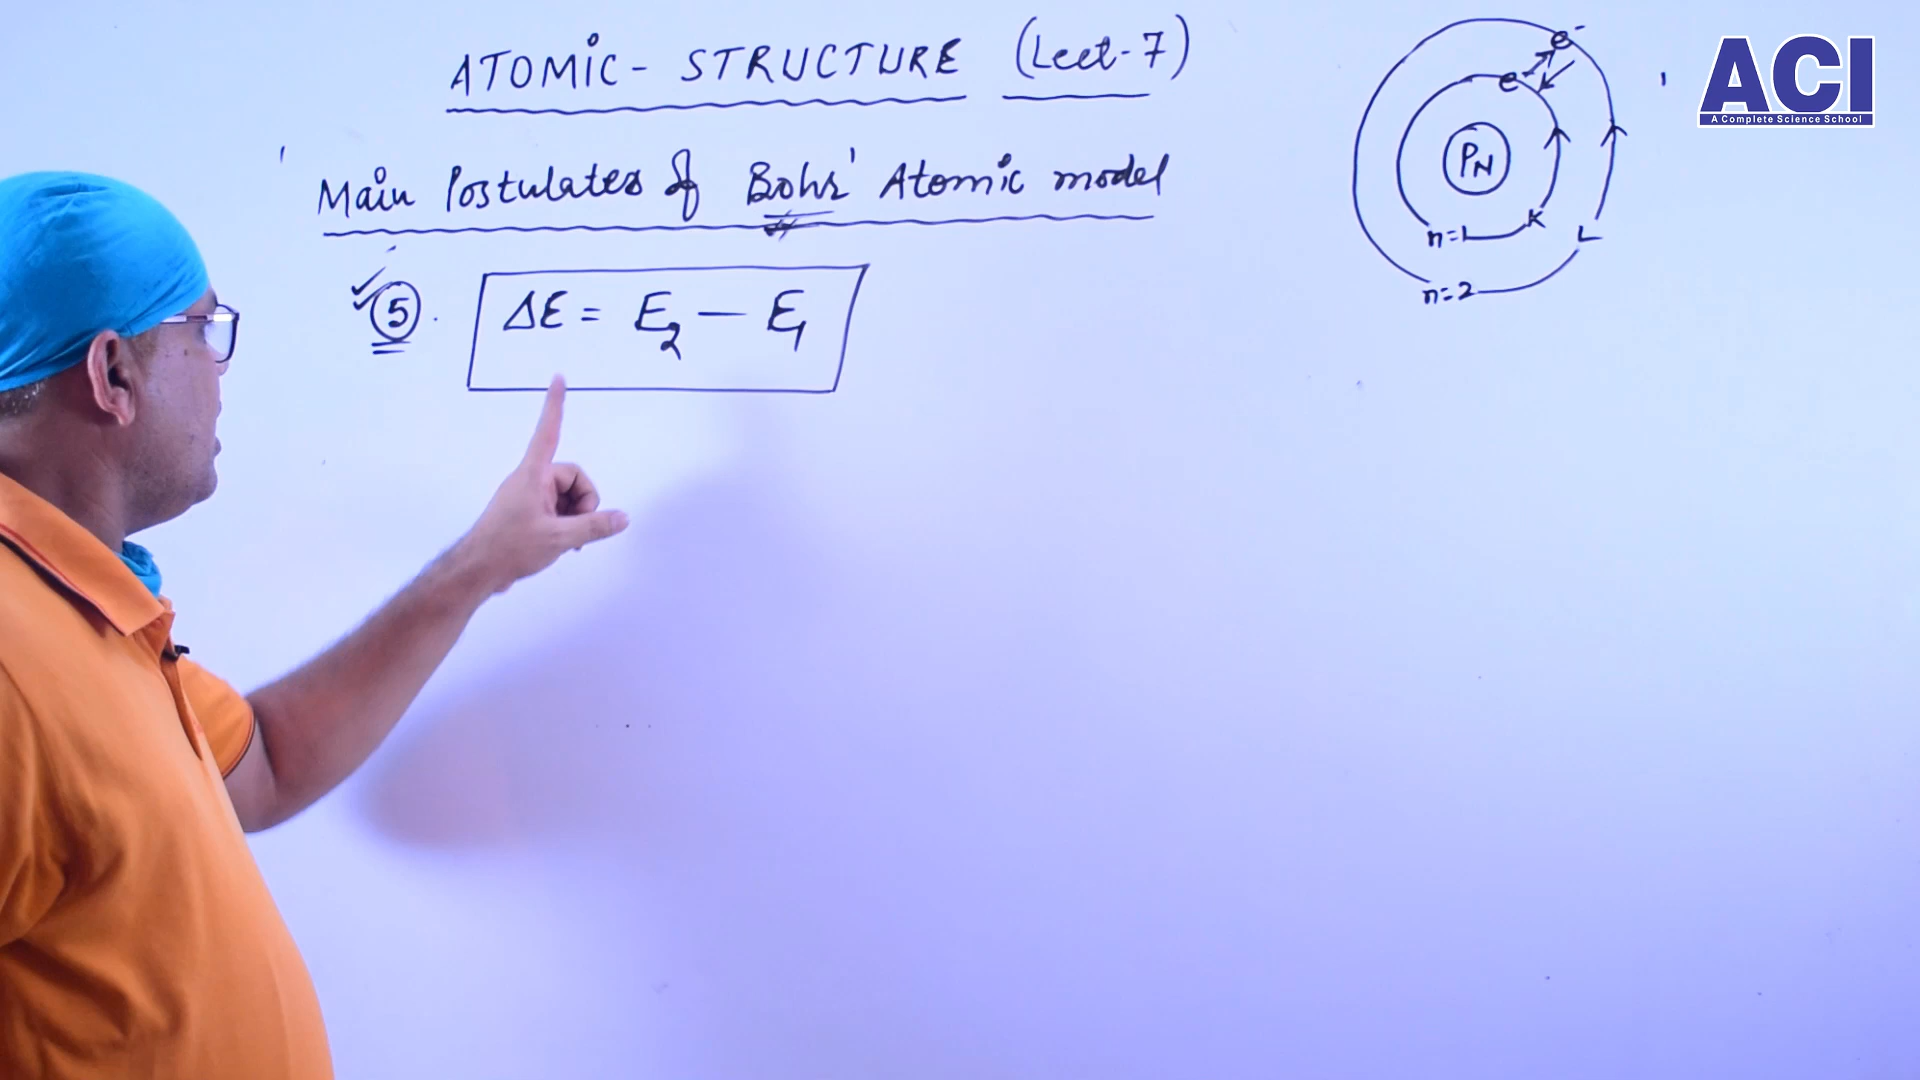 ATOMIC - STRUCTURE (Lect-7)
Main Postulates of Bohr' Atomic model
5. ΔE = E₂ — E₁
e⁻
e
PN
K
n=1
L
n=2
ACI
A Complete Science School